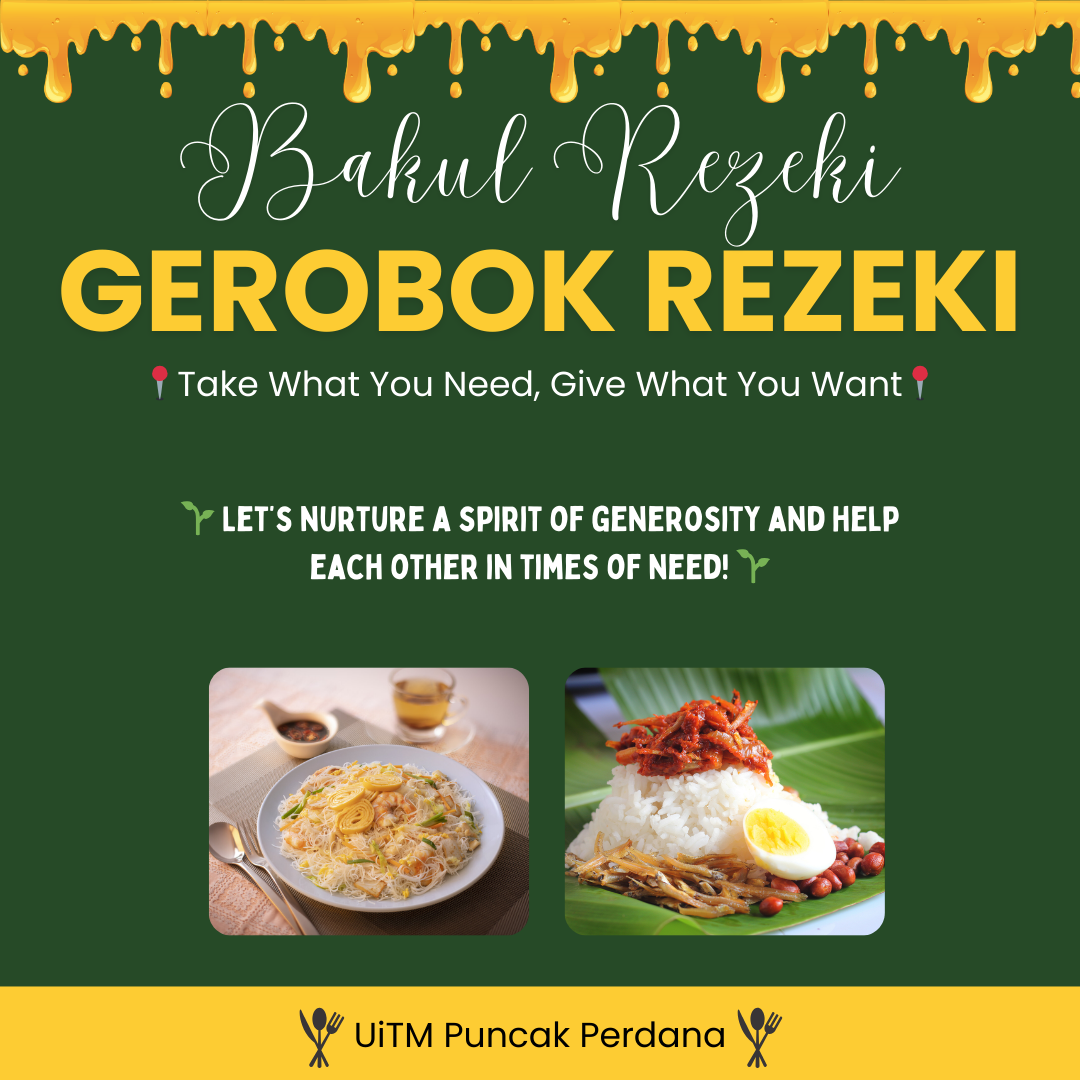 Bakul Rezeki
GEROBOK REZEKI
📍Take What You Need, Give What You Want📍
🌱 LET'S NURTURE A SPIRIT OF GENEROSITY AND HELP
EACH OTHER IN TIMES OF NEED! 🌱
UiTM Puncak Perdana